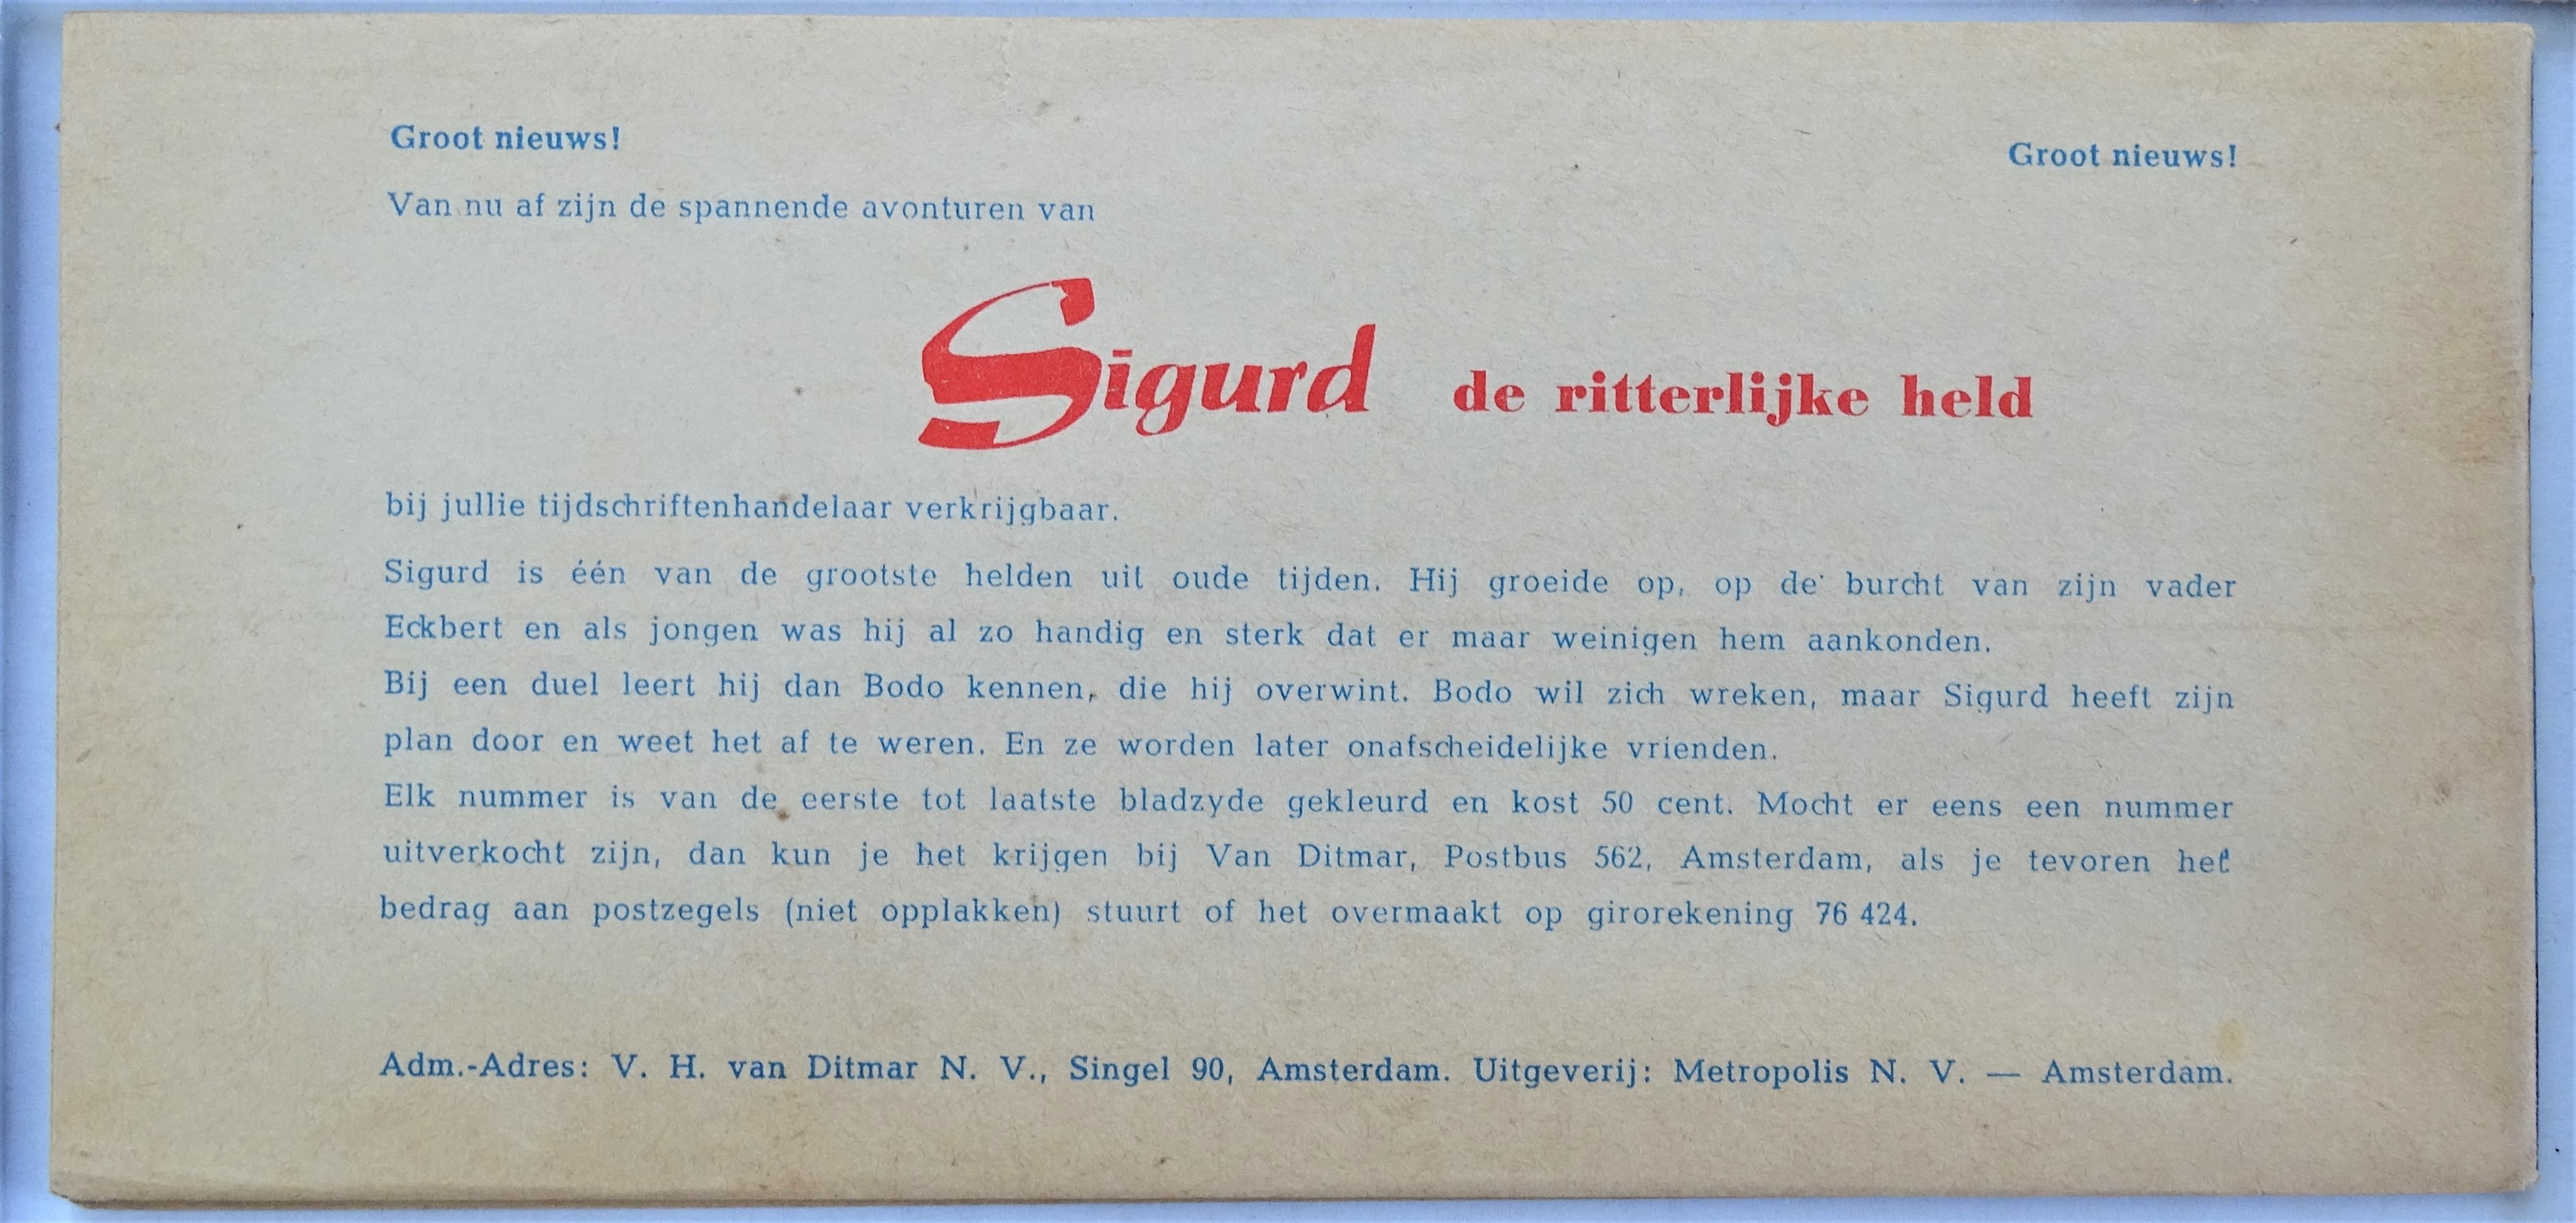 Groot nieuws! Groot nieuws!
Van nu af zijn de spannende avonturen van
Sigurd de ritterlijke held
bij jullie tijdschriftenhandelaar verkrijgbaar.
Sigurd is één van de grootste helden uit oude tijden. Hij groeide op, op de burcht van zijn vader
Eckbert en als jongen was hij al zo handig en sterk dat er maar weinigen hem aankonden.
Bij een duel leert hij dan Bodo kennen, die hij overwint. Bodo wil zich wreken, maar Sigurd heeft zijn
plan door en weet het af te weren. En ze worden later onafscheidelijke vrienden.
Elk nummer is van de eerste tot laatste bladzyde gekleurd en kost 50 cent. Mocht er eens een nummer
uitverkocht zijn, dan kun je het krijgen bij Van Ditmar, Postbus 562, Amsterdam, als je tevoren het
bedrag aan postzegels (niet opplakken) stuurt of het overmaakt op girorekening 76 424.
Adm.-Adres: V. H. van Ditmar N. V., Singel 90, Amsterdam. Uitgeverij: Metropolis N. V. — Amsterdam.